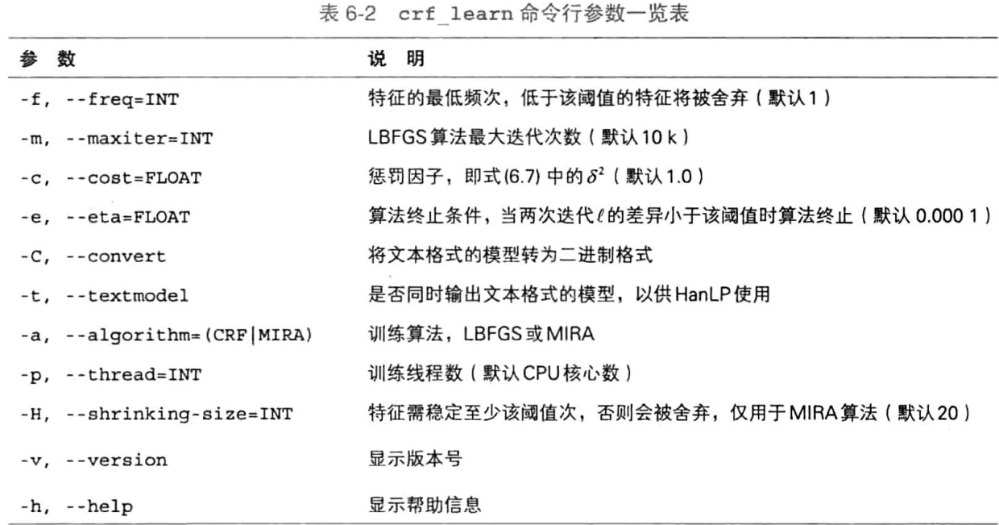 表 6-2 crf_learn 命令行参数一览表
参 数 说 明
-f, --freq=INT 特征的最低频次，低于该阈值的特征将被舍弃（默认1）
-m, --maxiter=INT LBFGS算法最大迭代次数（默认10 k）
-c, --cost=FLOAT 惩罚因子，即式(6.7) 中的δ²（默认1.0）
-e, --eta=FLOAT 算法终止条件，当两次迭代ℓ的差异小于该阈值时算法终止（默认 0.000 1）
-C, --convert 将文本格式的模型转为二进制格式
-t, --textmodel 是否同时输出文本格式的模型，以供HanLP使用
-a, --algorithm=(CRF|MIRA) 训练算法，LBFGS或MIRA
-p, --thread=INT 训练线程数（默认CPU核心数）
-H, --shrinking-size=INT 特征需稳定至少该阈值次，否则会被舍弃，仅用于MIRA算法（默认20）
-v, --version 显示版本号
-h, --help 显示帮助信息